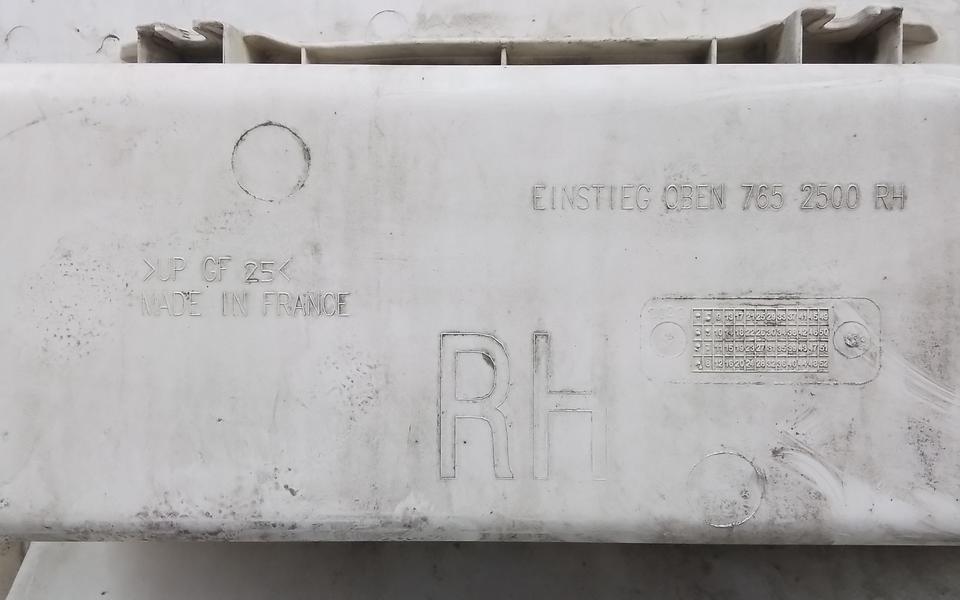 EINSTIEG OBEN 765 2500 RH
>UP GF 25<
MADE IN FRANCE
RH